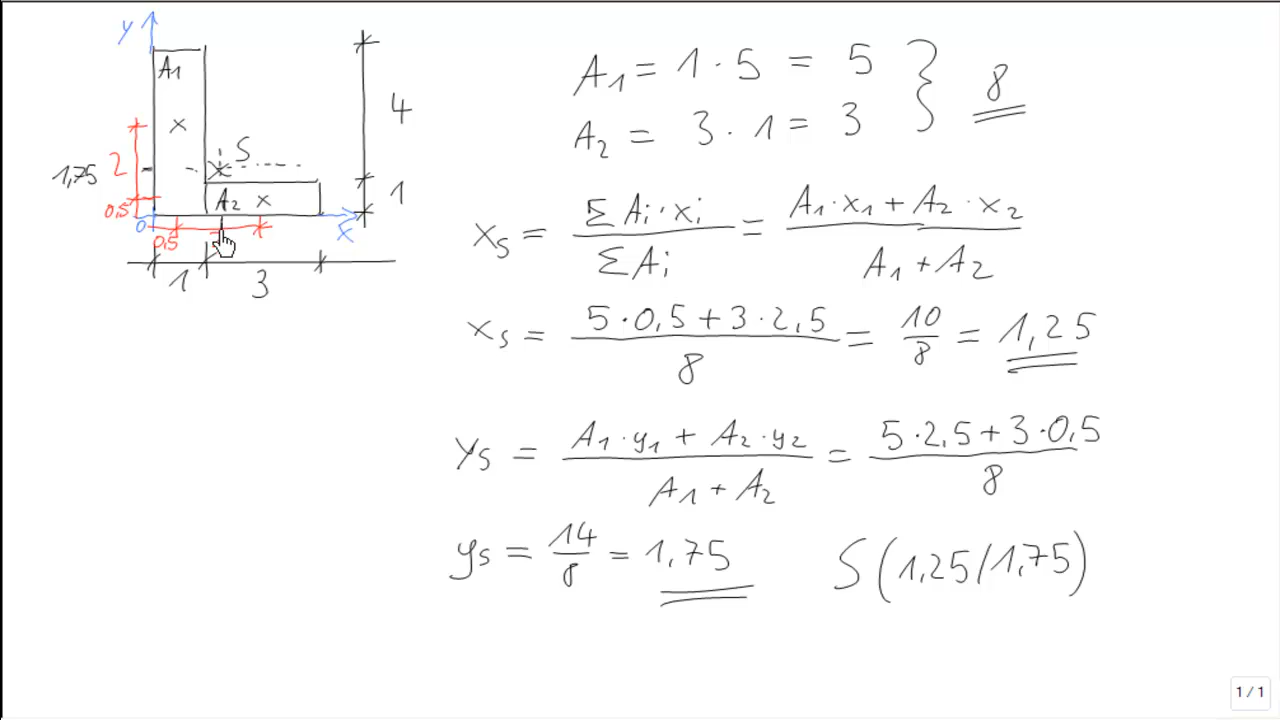 y
A₁
4
S
1,75
2
A₂
1
0,5
0
x
0,5
1
3
A₁ = 1 · 5 = 5
A₂ = 3 · 1 = 3
8
xₛ = ΣAᵢ·xᵢ / ΣAᵢ = A₁·x₁ + A₂·x₂ / A₁ + A₂
xₛ = 5·0,5 + 3·2,5 / 8 = 10/8 = 1,25
yₛ = A₁·y₁ + A₂·y₂ / A₁ + A₂ = 5·2,5 + 3·0,5 / 8
yₛ = 14/8 = 1,75
S(1,25/1,75)
1 / 1